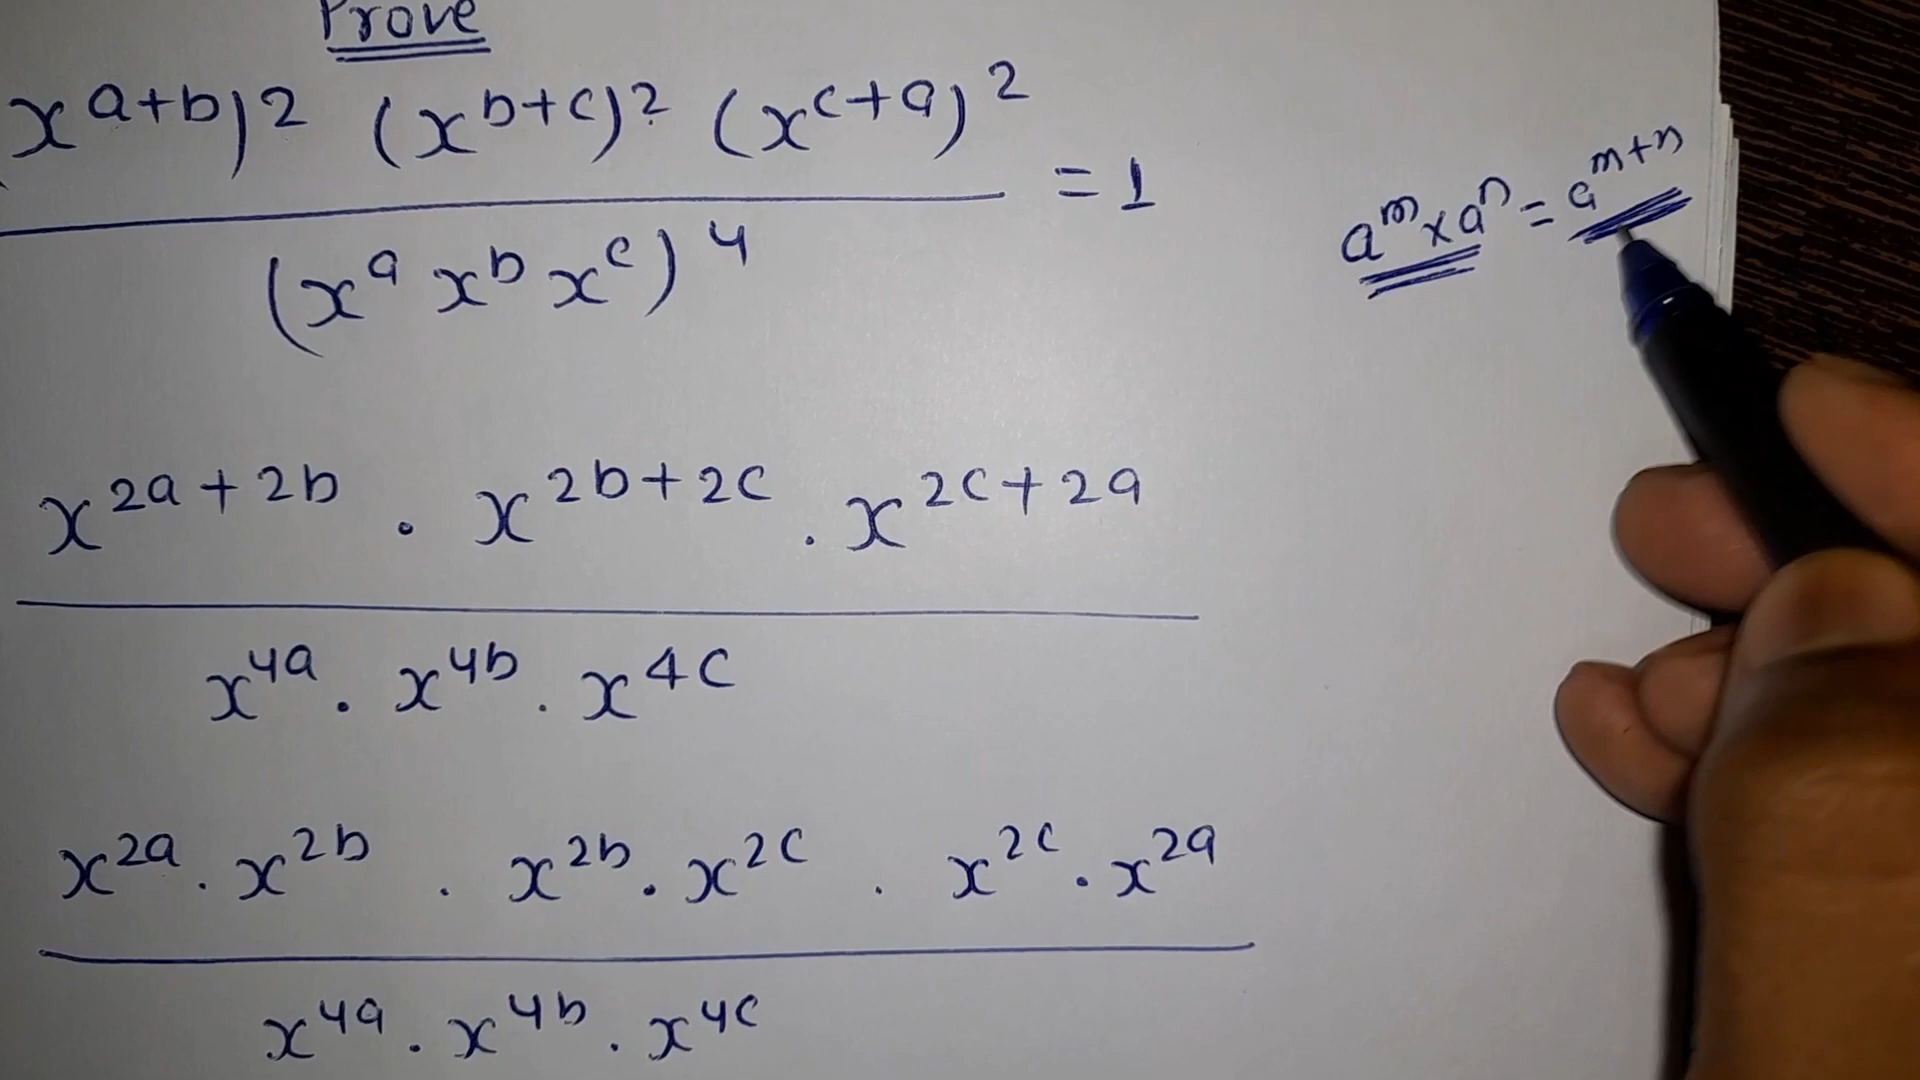 Prove
x^{a+b})^2 (x^{b+c})^2 (x^{c+a})^2
――――――――――――― = 1
(x^a x^b x^c)^4
a^m × a^n = a^{m+n}
x^{2a+2b} . x^{2b+2c} . x^{2c+2a}
―――――――――――――
x^{4a} . x^{4b} . x^{4c}
x^{2a} . x^{2b} . x^{2b} . x^{2c} . x^{2c} . x^{2a}
―――――――――――――
x^{4a} . x^{4b} . x^{4c}